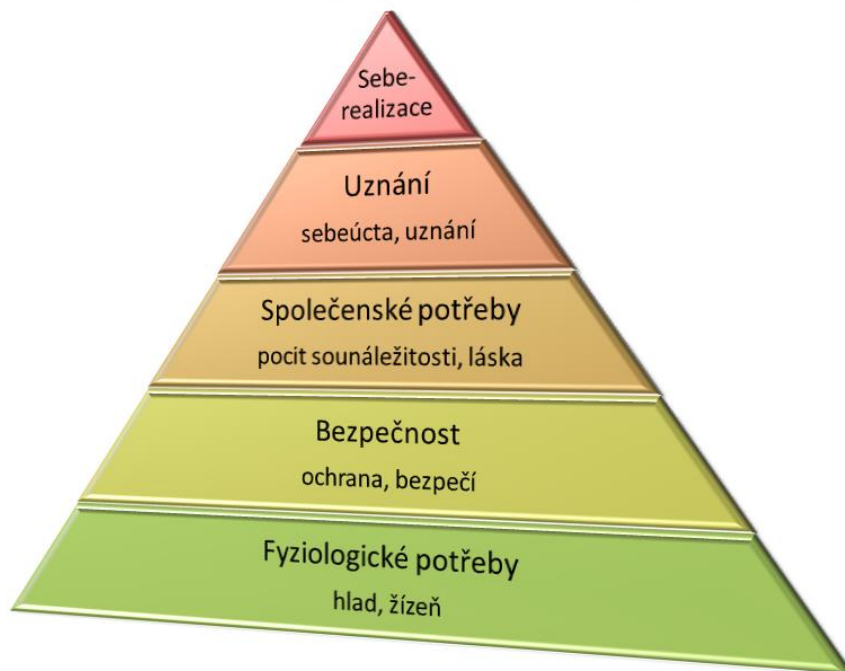 Sebe-
realizace
Uznání
sebeúcta, uznání
Společenské potřeby
pocit sounáležitosti, láska
Bezpečnost
ochrana, bezpečí
Fyziologické potřeby
hlad, žízeň